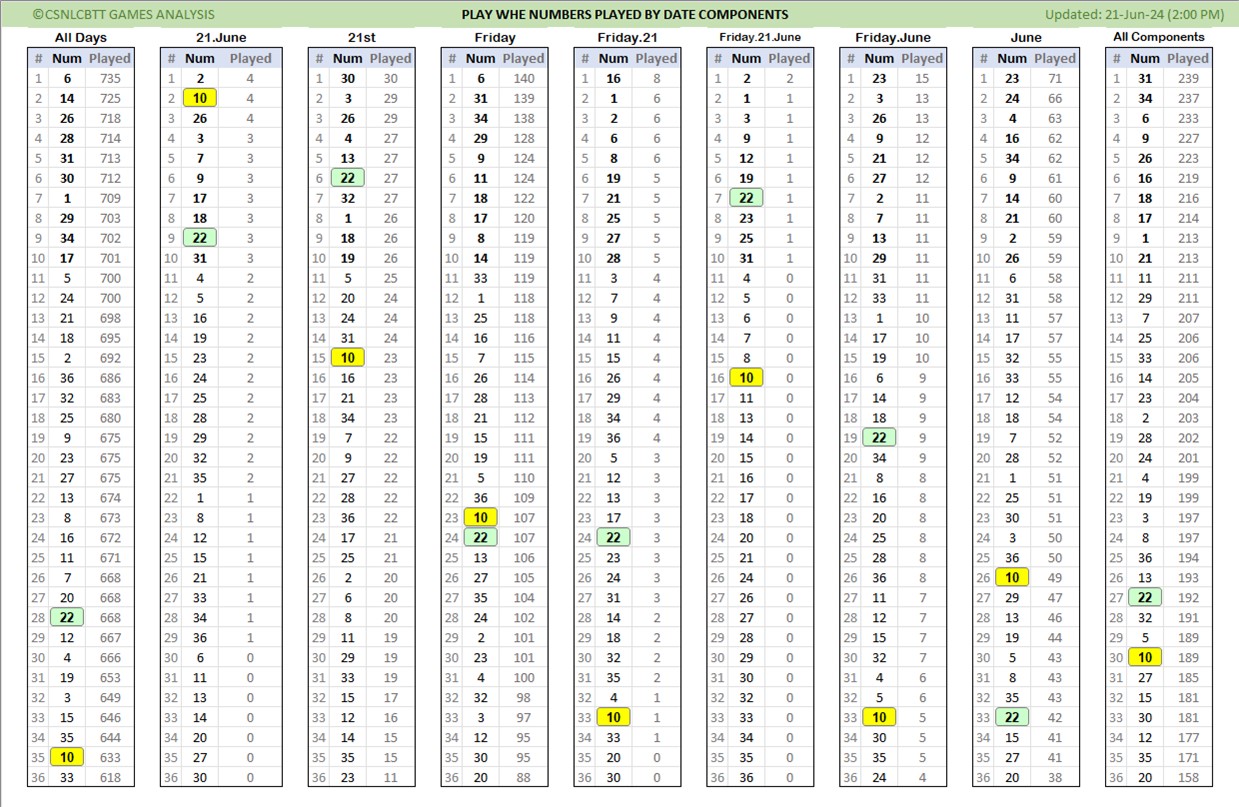 ©CSNLCBTT GAMES ANALYSIS PLAY WHE NUMBERS PLAYED BY DATE COMPONENTS Updated: 21-Jun-24 (2:00 PM)
All Days 21.June 21st Friday Friday.21 Friday.21.June Friday.June June All Components
# Num Played # Num Played # Num Played # Num Played # Num Played # Num Played # Num Played # Num Played # Num Played
1 6 735 1 2 4 1 30 30 1 6 140 1 16 8 1 2 2 1 23 15 1 23 71 1 31 239
2 14 725 2 10 4 2 3 29 2 31 139 2 1 6 2 1 1 2 3 13 2 24 66 2 34 237
3 26 718 3 26 4 3 26 29 3 34 138 3 2 6 3 3 1 3 26 13 3 4 63 3 6 233
4 28 714 4 3 3 4 4 27 4 29 128 4 6 6 4 9 1 4 9 12 4 16 62 4 9 227
5 31 713 5 7 3 5 13 27 5 9 124 5 8 6 5 12 1 5 21 12 5 34 62 5 26 223
6 30 712 6 9 3 6 22 27 6 11 124 6 19 5 6 19 1 6 27 12 6 9 61 6 16 219
7 1 709 7 17 3 7 32 27 7 18 122 7 21 5 7 22 1 7 2 11 7 14 60 7 18 216
8 29 703 8 18 3 8 1 26 8 17 120 8 25 5 8 23 1 8 7 11 8 21 60 8 17 214
9 34 702 9 22 3 9 18 26 9 8 119 9 27 5 9 25 1 9 13 11 9 2 59 9 1 213
10 17 701 10 31 3 10 19 26 10 14 119 10 28 5 10 31 1 10 29 11 10 26 59 10 21 213
11 5 700 11 4 2 11 5 25 11 33 119 11 3 4 11 4 0 11 31 11 11 6 58 11 11 211
12 24 700 12 5 2 12 20 24 12 1 118 12 7 4 12 5 0 12 33 11 12 31 58 12 29 211
13 21 698 13 16 2 13 24 24 13 25 118 13 9 4 13 6 0 13 1 10 13 11 57 13 7 207
14 18 695 14 19 2 14 31 24 14 16 116 14 11 4 14 7 0 14 17 10 14 17 57 14 25 206
15 2 692 15 23 2 15 10 23 15 7 115 15 15 4 15 8 0 15 19 10 15 32 55 15 33 206
16 36 686 16 24 2 16 16 23 16 26 114 16 26 4 16 10 0 16 6 9 16 33 55 16 14 205
17 32 683 17 25 2 17 21 23 17 28 113 17 29 4 17 11 0 17 14 9 17 12 54 17 23 204
18 25 680 18 28 2 18 34 23 18 21 112 18 34 4 18 13 0 18 18 9 18 18 54 18 2 203
19 9 675 19 29 2 19 7 22 19 15 111 19 36 4 19 14 0 19 22 9 19 7 52 19 28 202
20 23 675 20 32 2 20 9 22 20 19 111 20 5 3 20 15 0 20 34 9 20 28 52 20 24 201
21 27 675 21 35 2 21 27 22 21 5 110 21 12 3 21 16 0 21 8 8 21 1 51 21 4 199
22 13 674 22 1 1 22 28 22 22 36 109 22 13 3 22 17 0 22 16 8 22 25 51 22 19 199
23 8 673 23 8 1 23 36 22 23 10 107 23 17 3 23 18 0 23 20 8 23 30 51 23 3 197
24 16 672 24 12 1 24 17 21 24 22 107 24 22 3 24 20 0 24 25 8 24 3 50 24 8 197
25 11 671 25 15 1 25 25 21 25 13 106 25 23 3 25 21 0 25 28 8 25 36 50 25 36 194
26 7 668 26 21 1 26 2 20 26 27 105 26 24 3 26 24 0 26 36 8 26 10 49 26 13 193
27 20 668 27 33 1 27 6 20 27 35 104 27 31 3 27 26 0 27 11 7 27 29 47 27 22 192
28 22 668 28 34 1 28 8 20 28 24 102 28 14 2 28 27 0 28 12 7 28 13 46 28 32 191
29 12 667 29 36 1 29 11 19 29 2 101 29 18 2 29 28 0 29 15 7 29 19 44 29 5 189
30 4 666 30 6 0 30 29 19 30 23 101 30 32 2 30 29 0 30 32 7 30 5 43 30 10 189
31 19 653 31 11 0 31 33 19 31 4 100 31 35 2 31 30 0 31 4 6 31 8 43 31 27 185
32 3 649 32 13 0 32 15 17 32 32 98 32 4 1 32 32 0 32 5 6 32 35 43 32 15 181
33 15 646 33 14 0 33 12 16 33 3 97 33 10 1 33 33 0 33 10 5 33 22 42 33 30 181
34 35 644 34 20 0 34 14 15 34 12 95 34 33 1 34 34 0 34 30 5 34 15 41 34 12 177
35 10 633 35 27 0 35 35 15 35 30 95 35 20 0 35 35 0 35 35 5 35 27 41 35 35 171
36 33 618 36 30 0 36 23 11 36 20 88 36 30 0 36 36 0 36 24 4 36 20 38 36 20 158